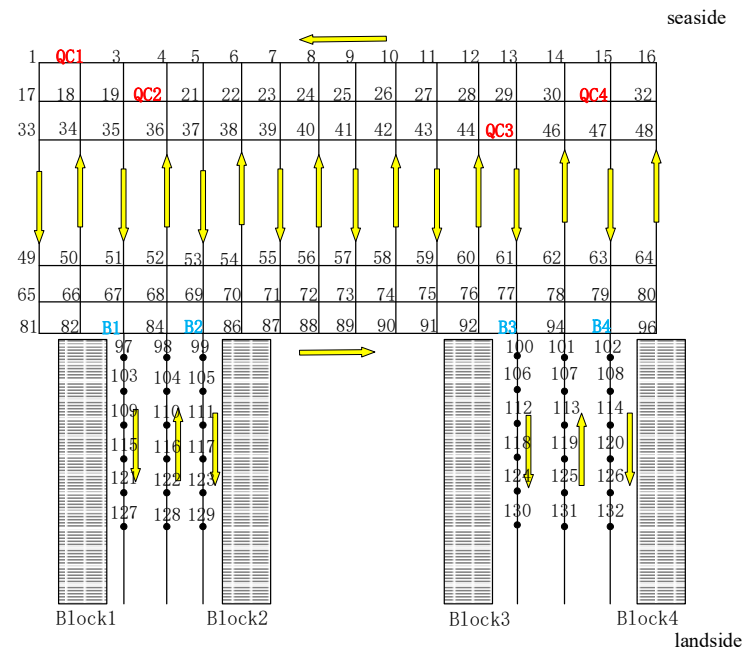 seaside
1 QC1 3 4 5 6 7 8 9 10 11 12 13 14 15 16
17 18 19 QC2 21 22 23 24 25 26 27 28 29 30 QC4 32
33 34 35 36 37 38 39 40 41 42 43 44 QC3 46 47 48
49 50 51 52 53 54 55 56 57 58 59 60 61 62 63 64
65 66 67 68 69 70 71 72 73 74 75 76 77 78 79 80
81 82 B1 84 B2 86 87 88 89 90 91 92 B3 94 B4 96
97 98 99 100 101 102
103 104 105 106 107 108
109 110 111 112 113 114
115 116 117 118 119 120
121 122 123 124 125 126
127 128 129 130 131 132
Block1 Block2 Block3 Block4
landside